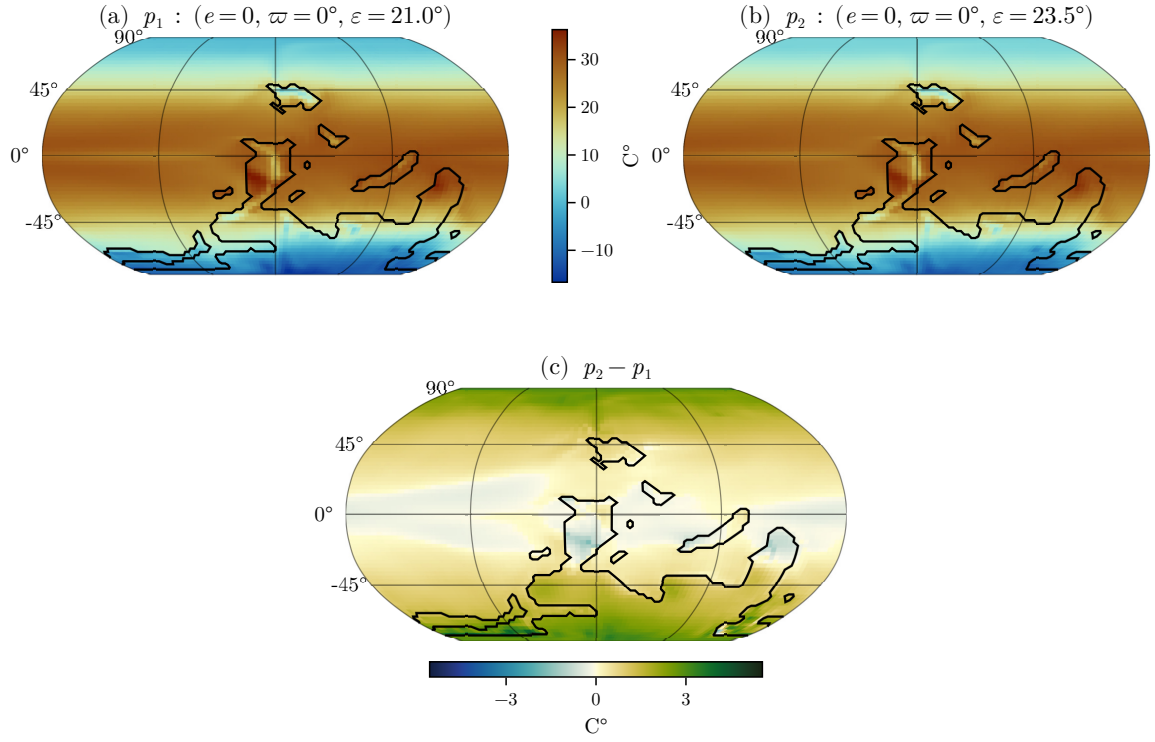 (a) p₁ : (e = 0, ϖ = 0°, ε = 21.0°)
90°
45°
0°
-45°
30
20
10
0
−10
C°
(b) p₂ : (e = 0, ϖ = 0°, ε = 23.5°)
90°
45°
0°
-45°
(c) p₂ − p₁
90°
45°
0°
-45°
−3 0 3
C°